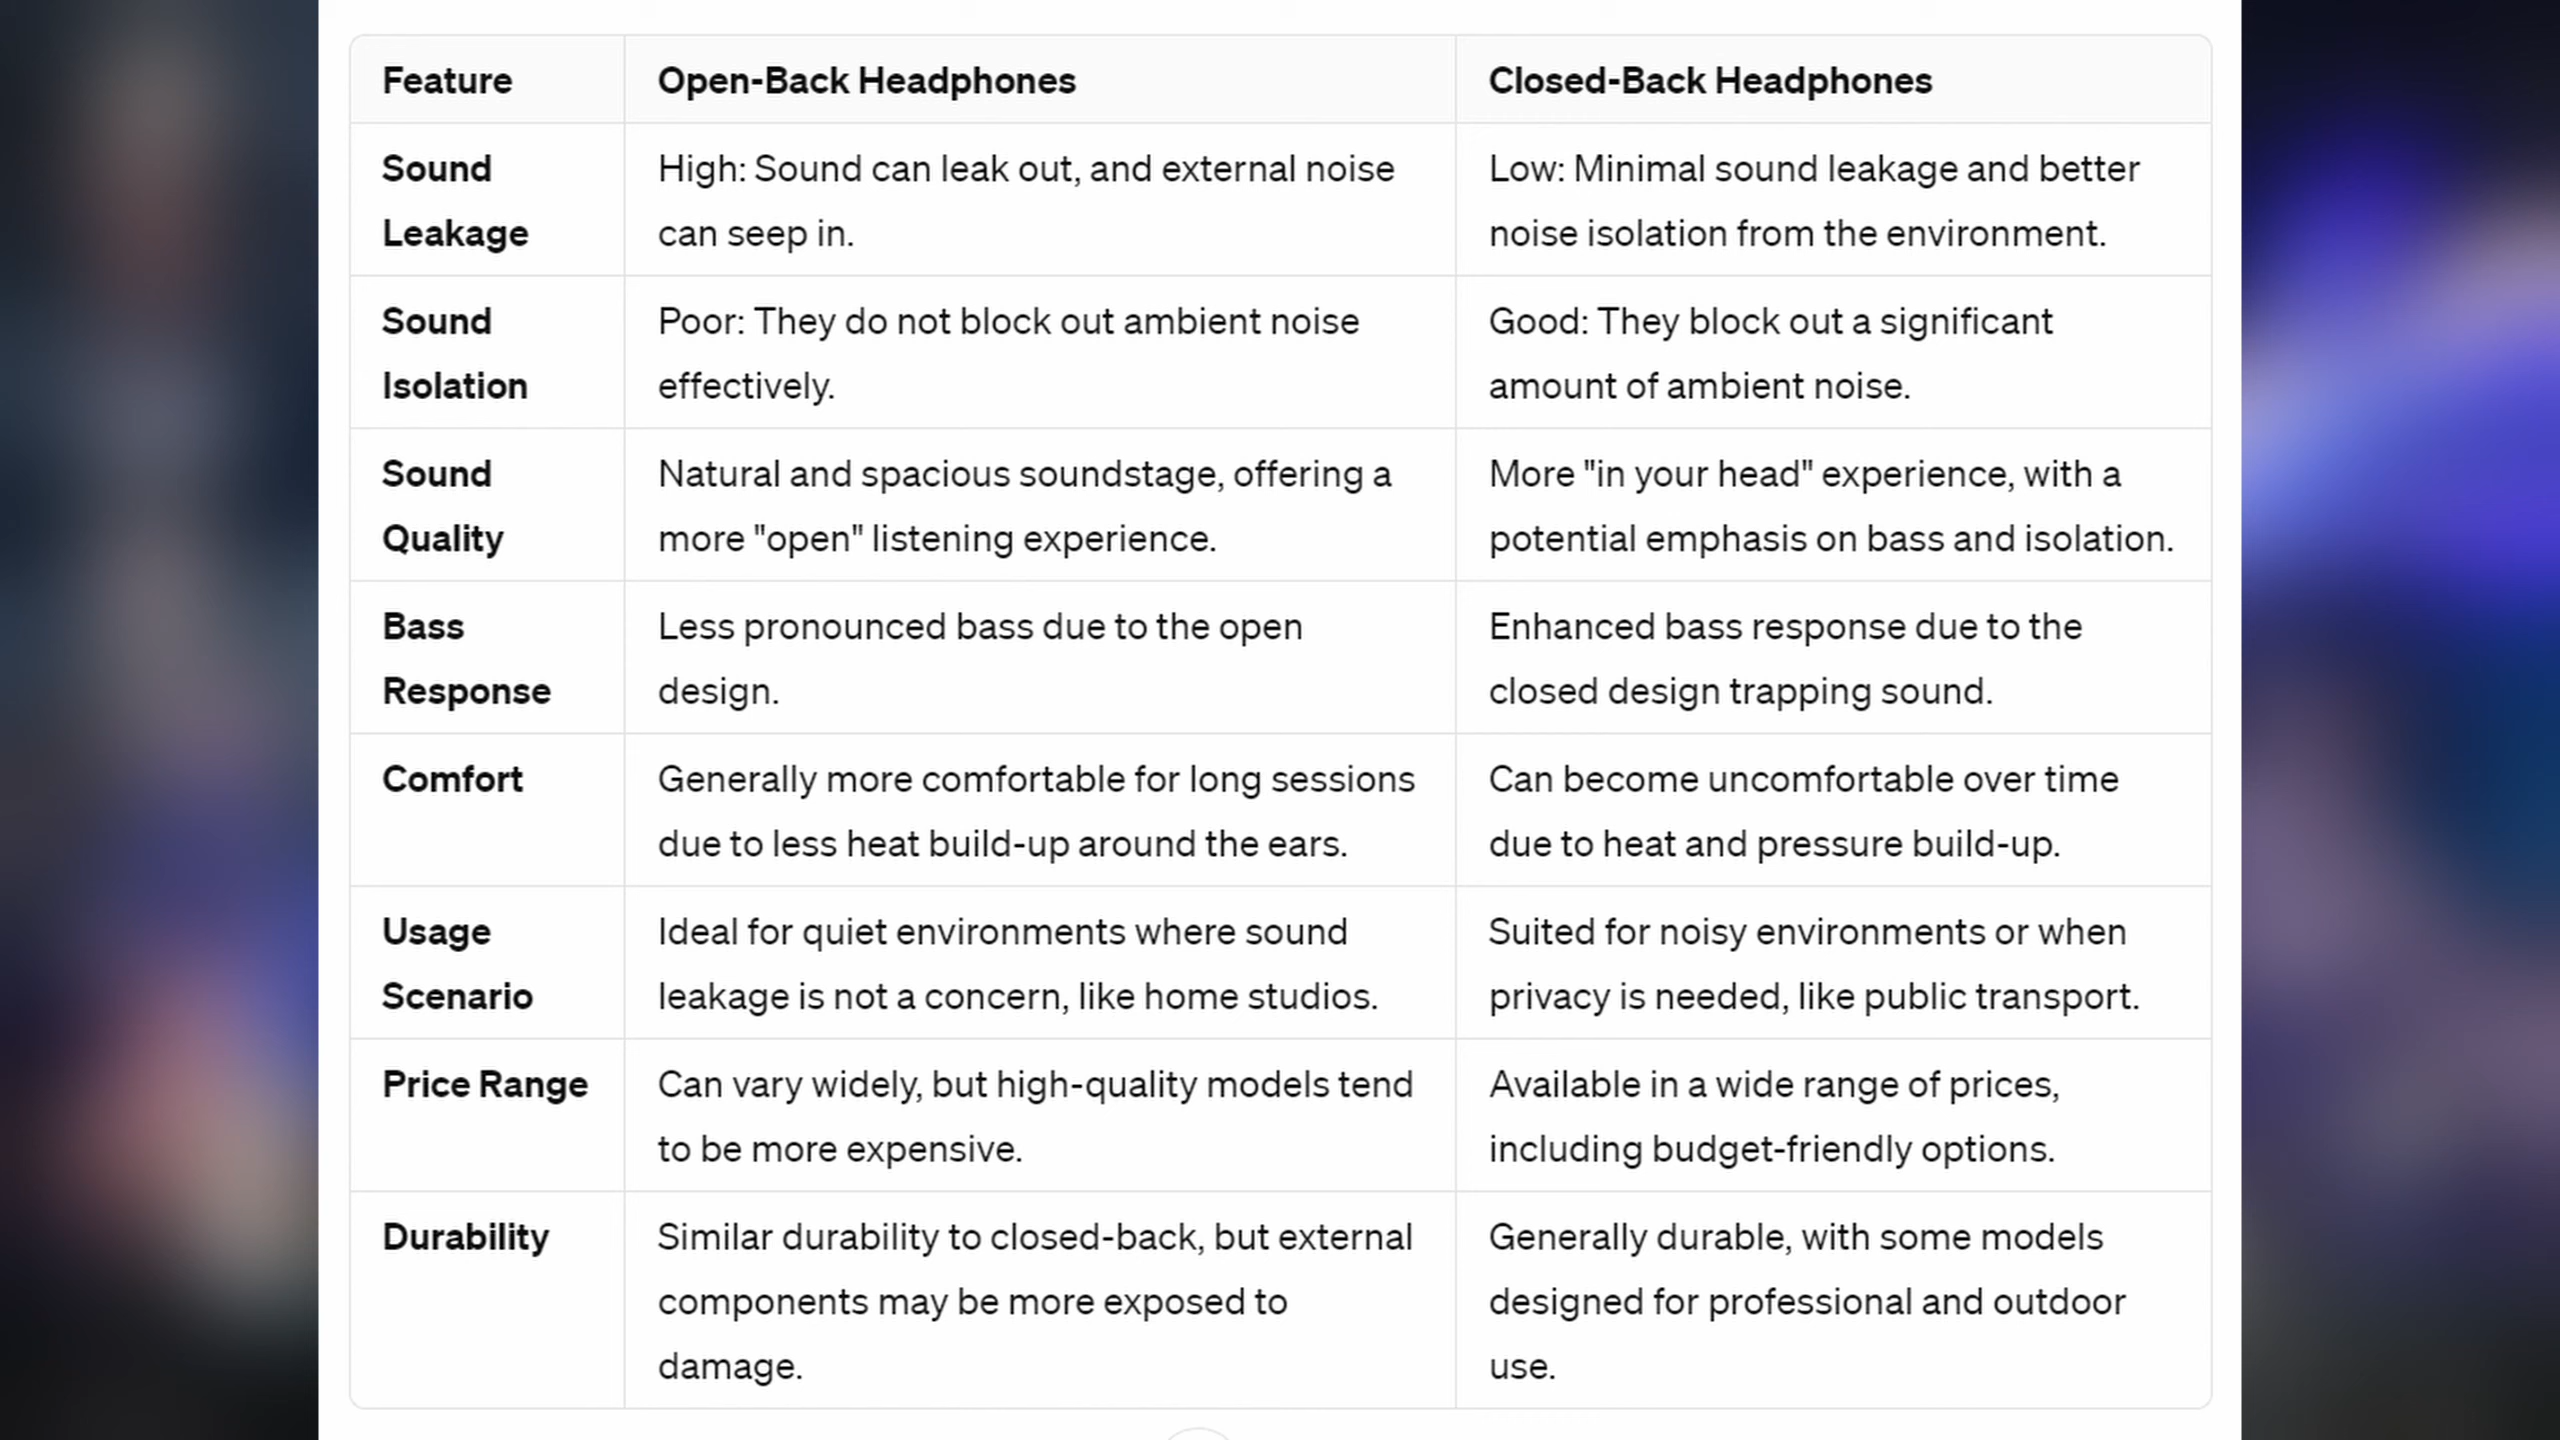 Feature
Open-Back Headphones
Closed-Back Headphones
Sound
Leakage
High: Sound can leak out, and external noise
can seep in.
Low: Minimal sound leakage and better
noise isolation from the environment.
Sound
Isolation
Poor: They do not block out ambient noise
effectively.
Good: They block out a significant
amount of ambient noise.
Sound
Quality
Natural and spacious soundstage, offering a
more "open" listening experience.
More "in your head" experience, with a
potential emphasis on bass and isolation.
Bass
Response
Less pronounced bass due to the open
design.
Enhanced bass response due to the
closed design trapping sound.
Comfort
Generally more comfortable for long sessions
due to less heat build-up around the ears.
Can become uncomfortable over time
due to heat and pressure build-up.
Usage
Scenario
Ideal for quiet environments where sound
leakage is not a concern, like home studios.
Suited for noisy environments or when
privacy is needed, like public transport.
Price Range
Can vary widely, but high-quality models tend
to be more expensive.
Available in a wide range of prices,
including budget-friendly options.
Durability
Similar durability to closed-back, but external
components may be more exposed to
damage.
Generally durable, with some models
designed for professional and outdoor
use.